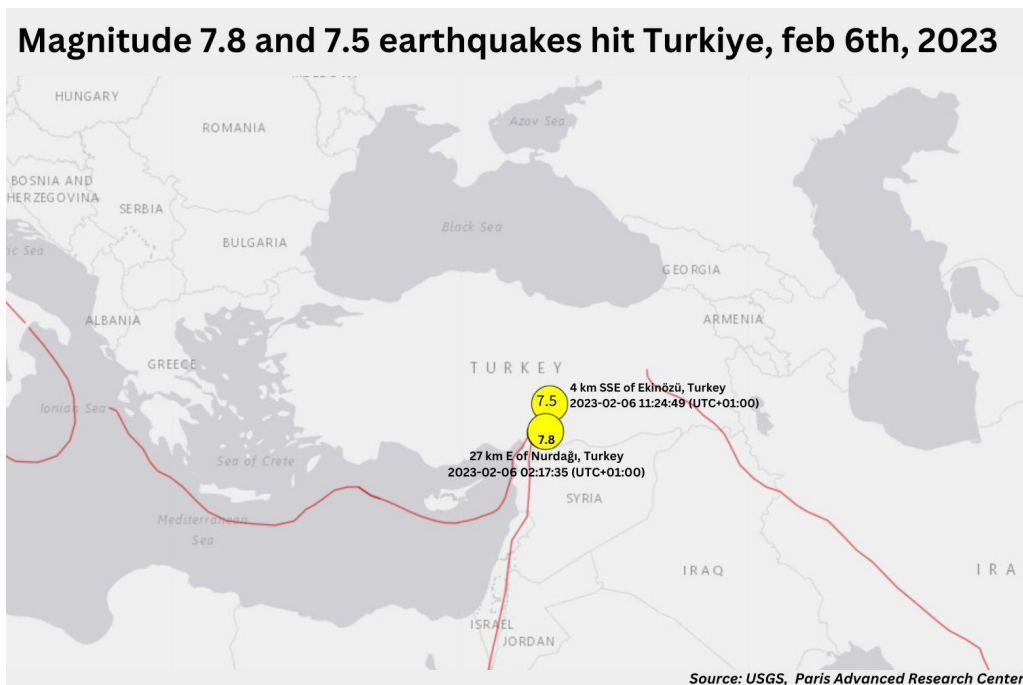 Magnitude 7.8 and 7.5 earthquakes hit Turkiye, feb 6th, 2023
HUNGARY
ROMANIA
Azov Sea
BOSNIA AND
HERZEGOVINA
SERBIA
BULGARIA
Black Sea
ic Sea
GEORGIA
ALBANIA
ARMENIA
GREECE
TURKEY
7.5
4 km SSE of Ekinözü, Turkey
2023-02-06 11:24:49 (UTC+01:00)
Ionian Sea
7.8
27 km E of Nurdağı, Turkey
2023-02-06 02:17:35 (UTC+01:00)
Sea of Crete
SYRIA
Mediterranean
Sea
IRAQ
IRA
ISRAEL
JORDAN
Source: USGS, Paris Advanced Research Center